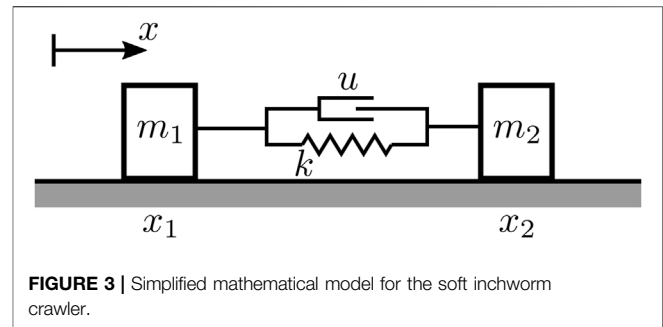 x
u
m₁ m₂
k
x₁ x₂
FIGURE 3 | Simplified mathematical model for the soft inchworm
crawler.